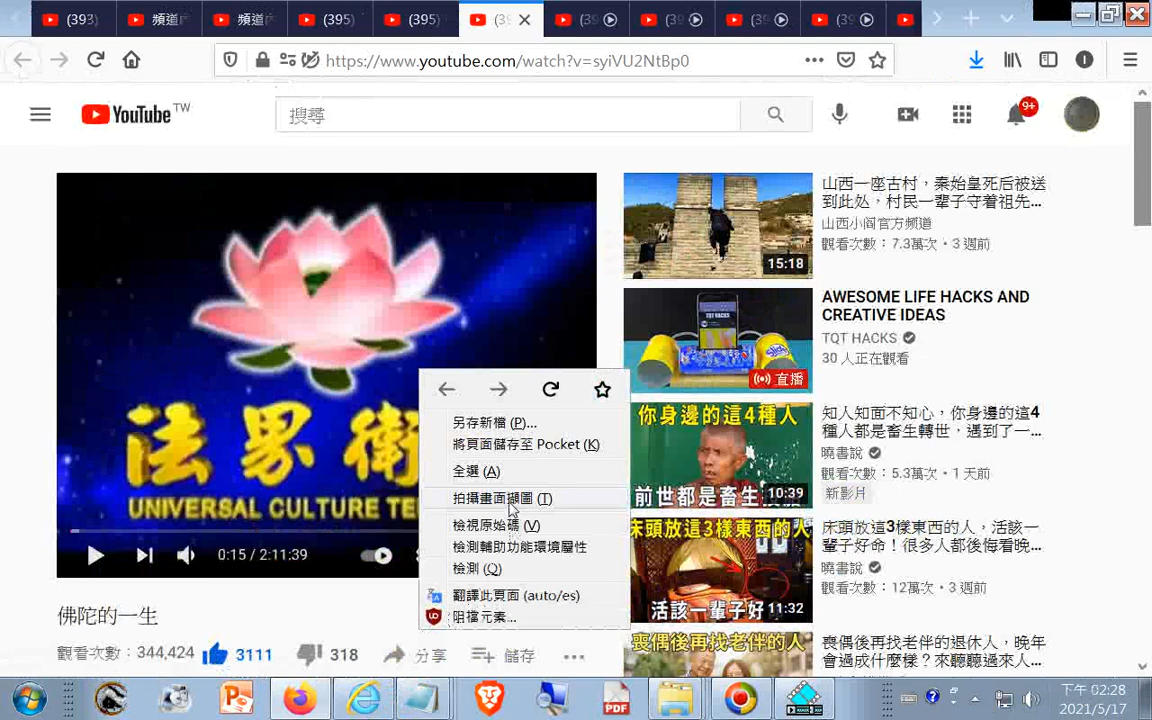 (393)
頻道
頻道
(395)
(395)
https://www.youtube.com/watch?v=syiVU2NtBp0
YouTube TW
搜尋
9+
法界衛
UNIVERSAL CULTURE TE
0:15 / 2:11:39
另存新檔 (P)...
將頁面儲存至 Pocket (K)
全選 (A)
拍攝畫面擷圖 (T)
檢視原始碼 (V)
檢測輔助功能環境屬性
檢測 (Q)
翻譯此頁面 (auto/es)
阻擋元素...
佛陀的一生
觀看次數：344,424
3111
318
分享
儲存
15:18
山西一座古村，秦始皇死后被送
到此处，村民一辈子守着祖先...
山西小阎官方频道
觀看次數：7.3萬次・3 週前
TQT HACKS
直播
AWESOME LIFE HACKS AND
CREATIVE IDEAS
TQT HACKS
30 人正在觀看
你身邊的這4種人
前世都是畜生
10:39
知人知面不知心，你身邊的這4
種人都是畜生轉世，遇到了一...
曉書說
觀看次數：5.3萬次・1 天前
新影片
床頭放這3樣東西的人
活該一輩子好
11:32
床頭放這3樣東西的人，活該一
輩子好命！很多人都後悔看晚...
曉書說
觀看次數：12萬次・3 週前
喪偶後再找老伴的人
喪偶後再找老伴的退休人，晚年
會過成什麼樣？來聽聽過來人...
PDF
下午 02:28
2021/5/17